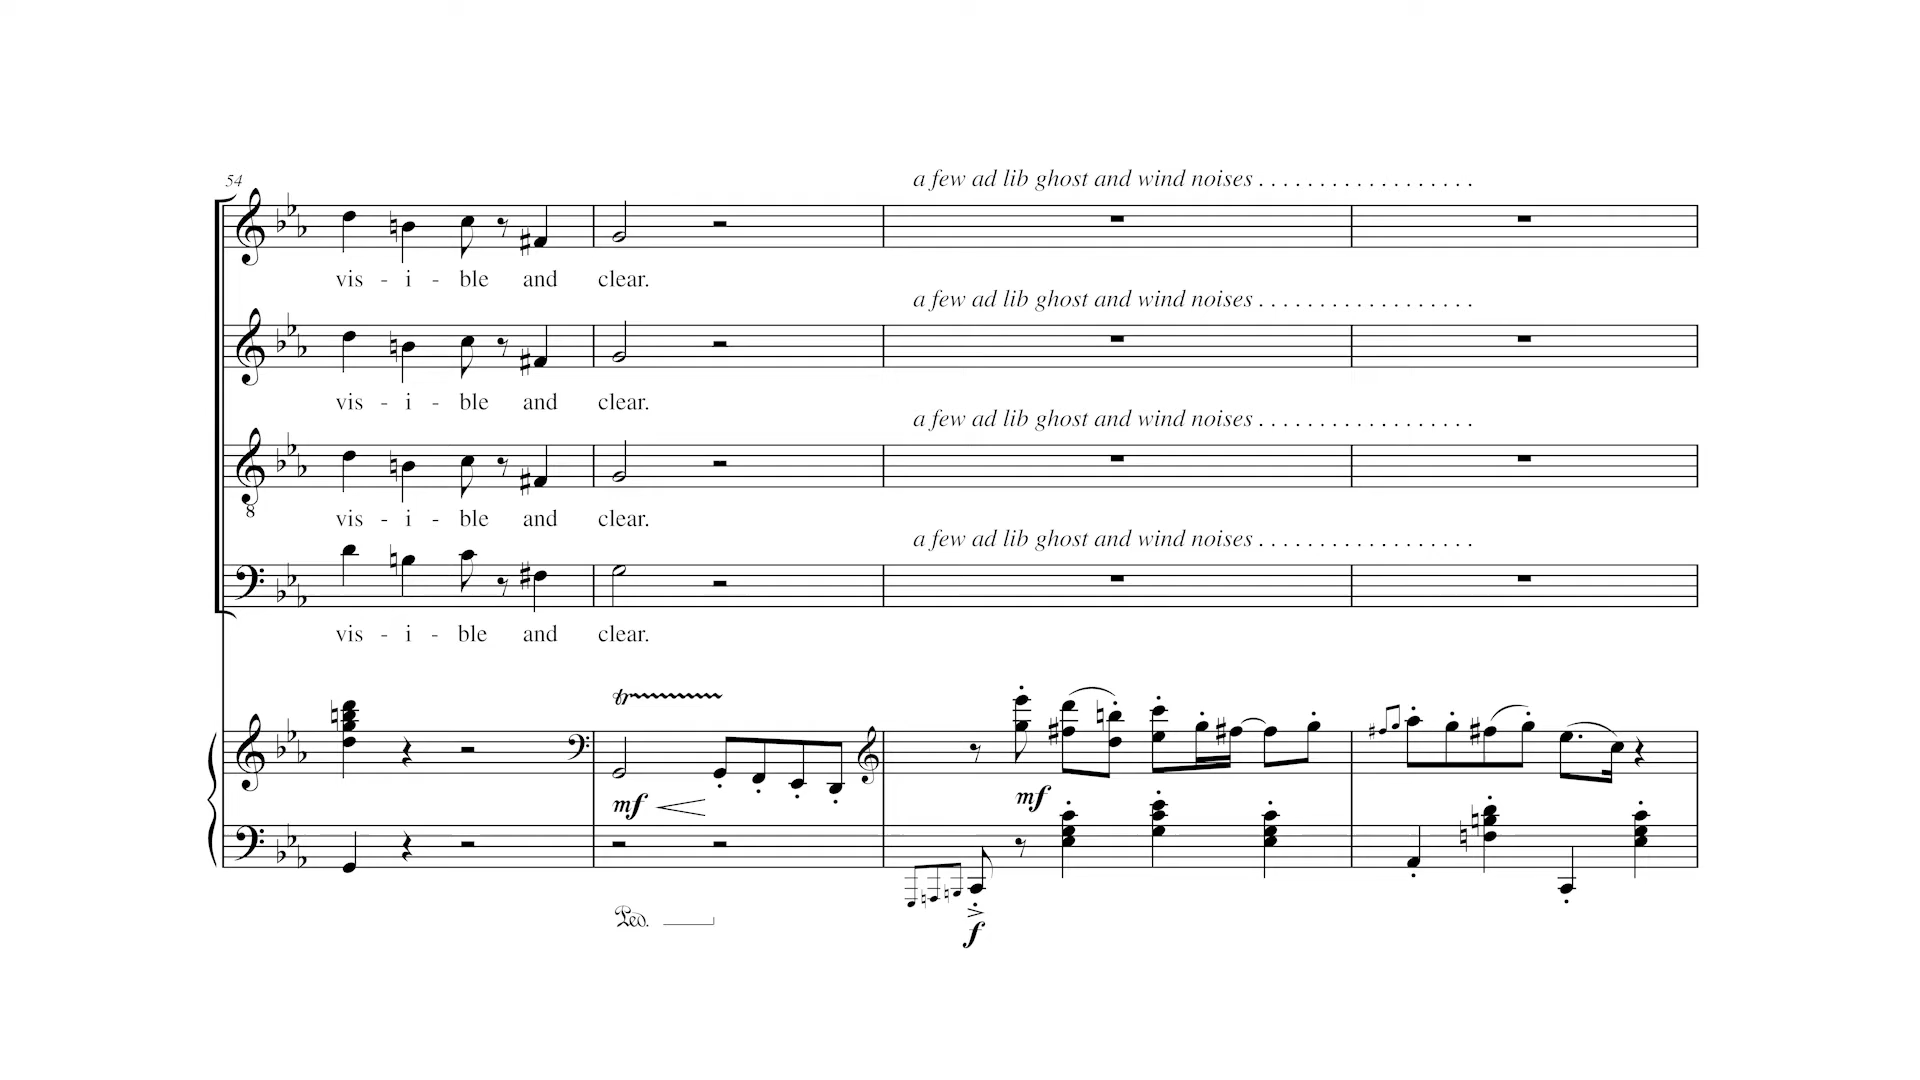 54
a few ad lib ghost and wind noises . . . . . . . . . . . . . . . . . .
vis - i - ble and clear.
a few ad lib ghost and wind noises . . . . . . . . . . . . . . . . . .
vis - i - ble and clear.
a few ad lib ghost and wind noises . . . . . . . . . . . . . . . . . .
8
vis - i - ble and clear.
a few ad lib ghost and wind noises . . . . . . . . . . . . . . . . . .
vis - i - ble and clear.
tr
mf
mf
Ped.
f